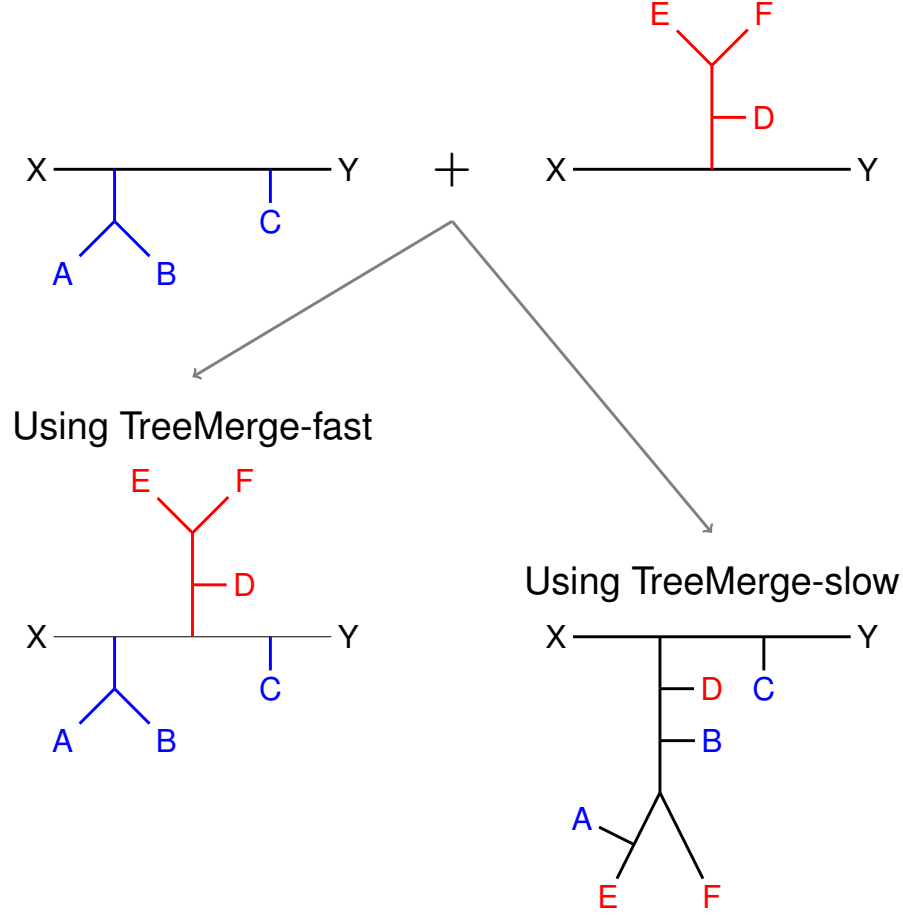 E F
D
X Y + X Y
C
A B
Using TreeMerge-fast
E F
D
Using TreeMerge-slow
X Y
C
A B
X Y
D C
B
A
E F